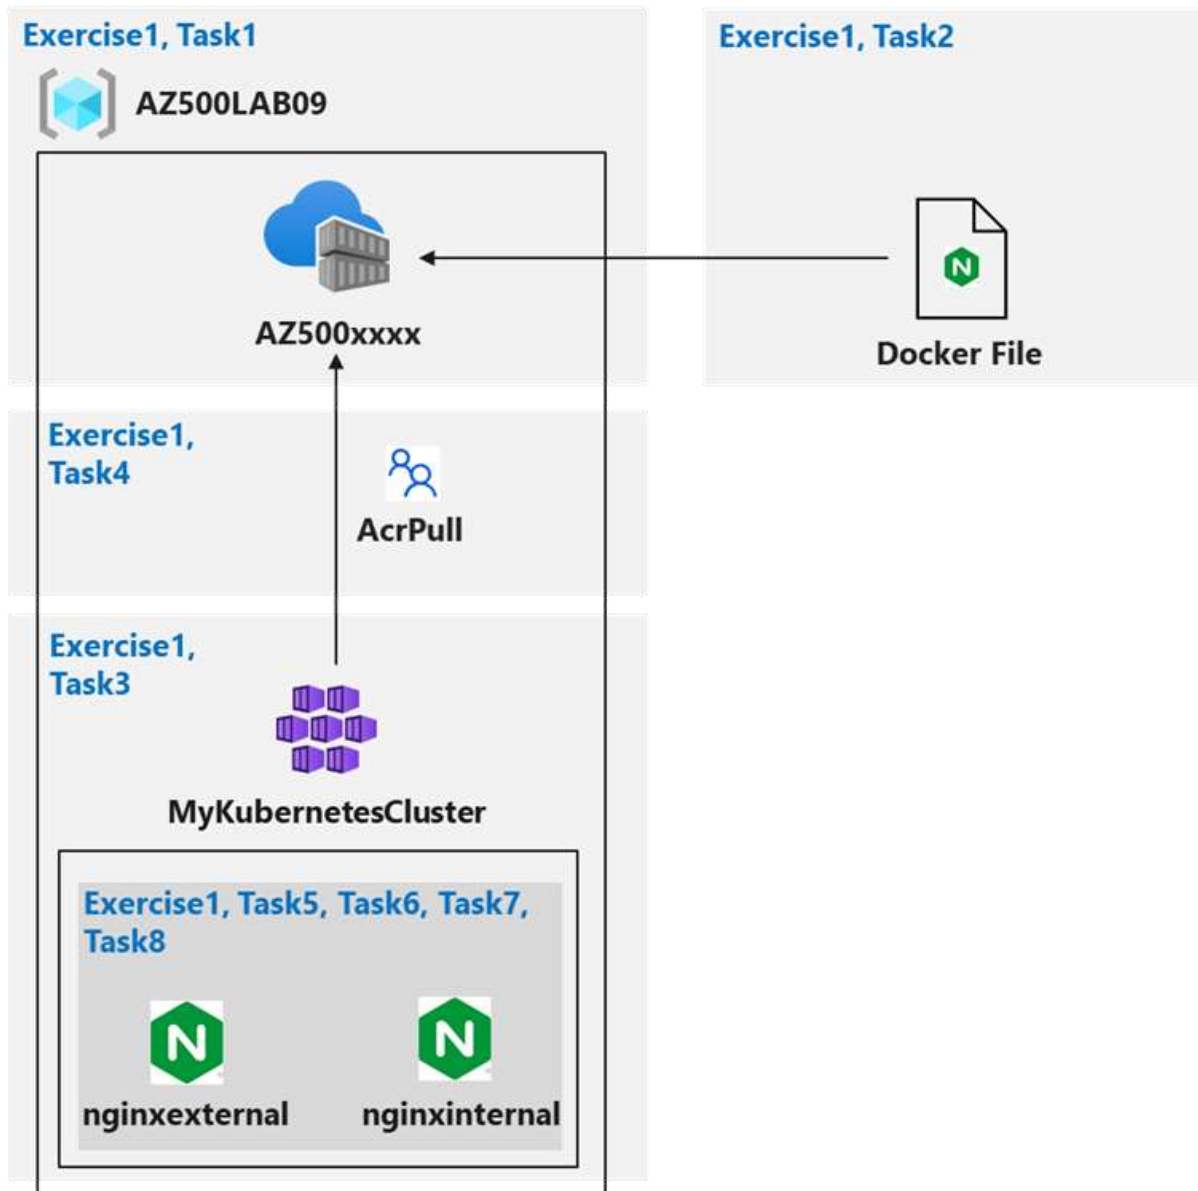 Exercise1, Task1
AZ500LAB09
AZ500xxxx
Exercise1, Task2
N
Docker File
Exercise1,
Task4
AcrPull
Exercise1,
Task3
MyKubernetesCluster
Exercise1, Task5, Task6, Task7,
Task8
N
nginxexternal
N
nginxinternal